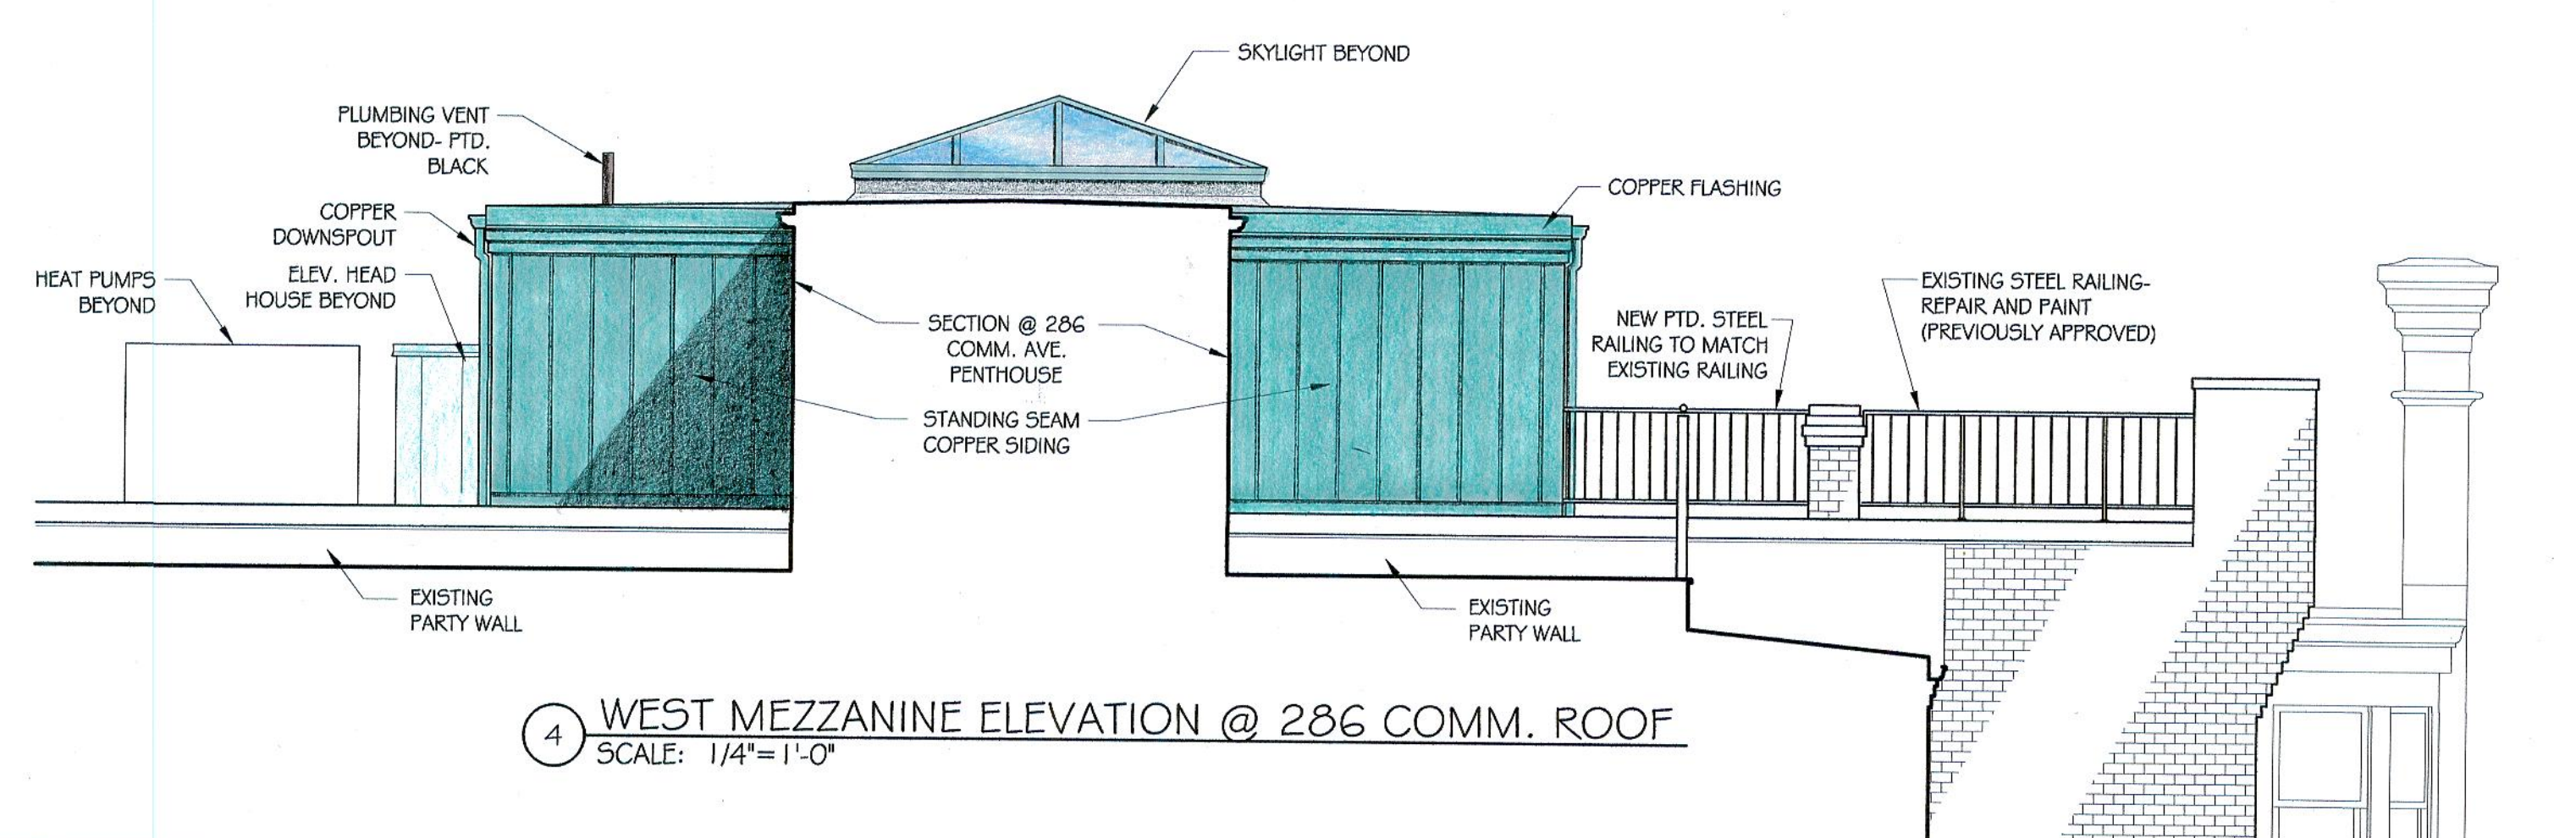 SKYLIGHT BEYOND
PLUMBING VENT
BEYOND- PTD.
BLACK
COPPER FLASHING
COPPER
DOWNSPOUT
HEAT PUMPS
BEYOND
ELEV. HEAD
HOUSE BEYOND
SECTION @ 286
COMM. AVE.
PENTHOUSE
STANDING SEAM
COPPER SIDING
NEW PTD. STEEL
RAILING TO MATCH
EXISTING RAILING
EXISTING STEEL RAILING-
REPAIR AND PAINT
(PREVIOUSLY APPROVED)
EXISTING
PARTY WALL
EXISTING
PARTY WALL
4
WEST MEZZANINE ELEVATION @ 286 COMM. ROOF
SCALE: 1/4"=1'-0"